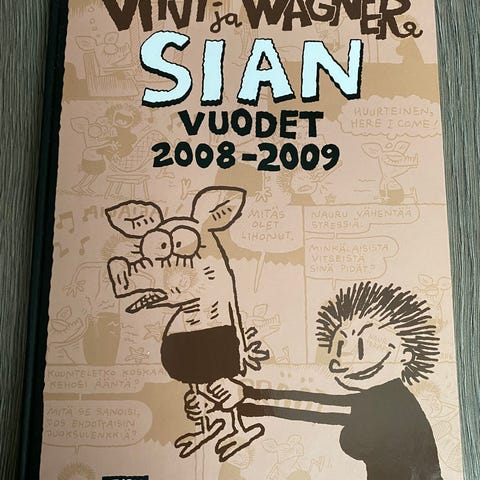 VIIVI ja WAGNER
SIAN
VUODET
2008-2009
HUURTEINEN,
HERE I COME!
MITÄS
OLET
LIHONUT.
NAURU VÄHENTÄÄ
STRESSIÄ.
MINKÄLAISISTA
VITSEISTÄ
SINÄ PIDÄT?
KUUNTELETKO KOSKAAN
KEHOSI ÄÄNTÄ?
MITÄ SE SANOISI,
JOS EHDOTTAISIN
JUOKSULENKKIÄ?